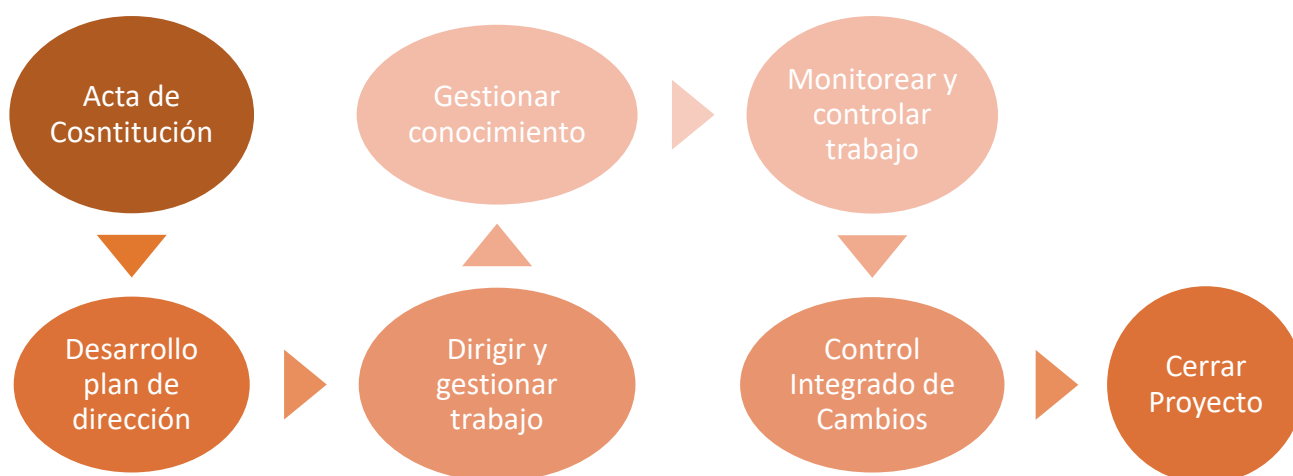 Acta de
Cosntitución
Desarrollo
plan de
dirección
Dirigir y
gestionar
trabajo
Gestionar
conocimiento
Monitorear y
controlar
trabajo
Control
Integrado de
Cambios
Cerrar
Proyecto